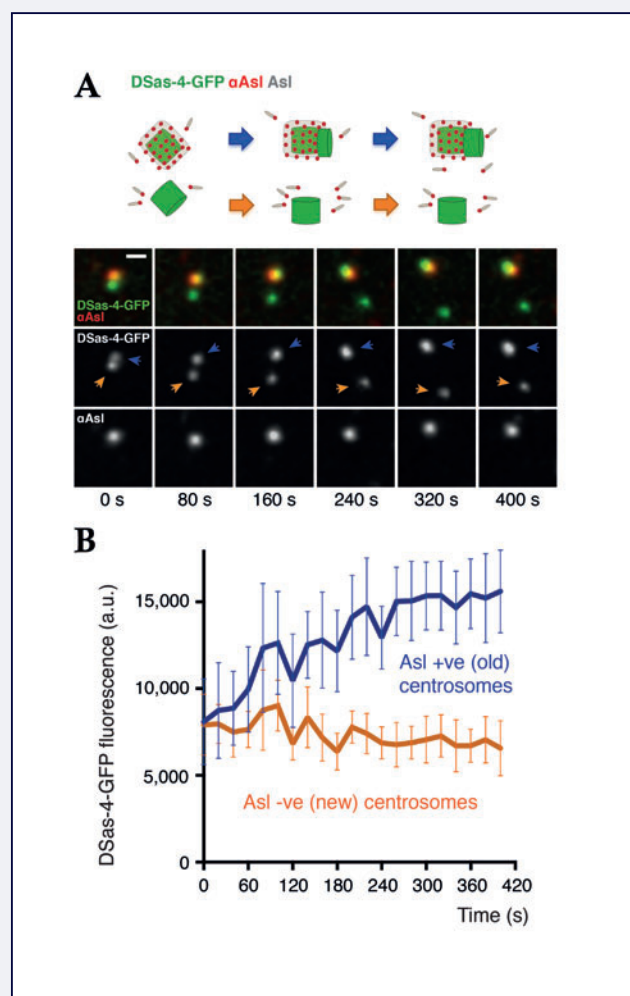 A
DSas-4-GFP αAsl Asl
DSas-4-GFP
αAsl
DSas-4-GFP
αAsl
0 s 80 s 160 s 240 s 320 s 400 s
B
DSas-4-GFP fluorescence (a.u.)
15,000
10,000
5,000
0
Asl +ve (old)
centrosomes
Asl -ve (new) centrosomes
0 60 120 180 240 300 360 420
Time (s)